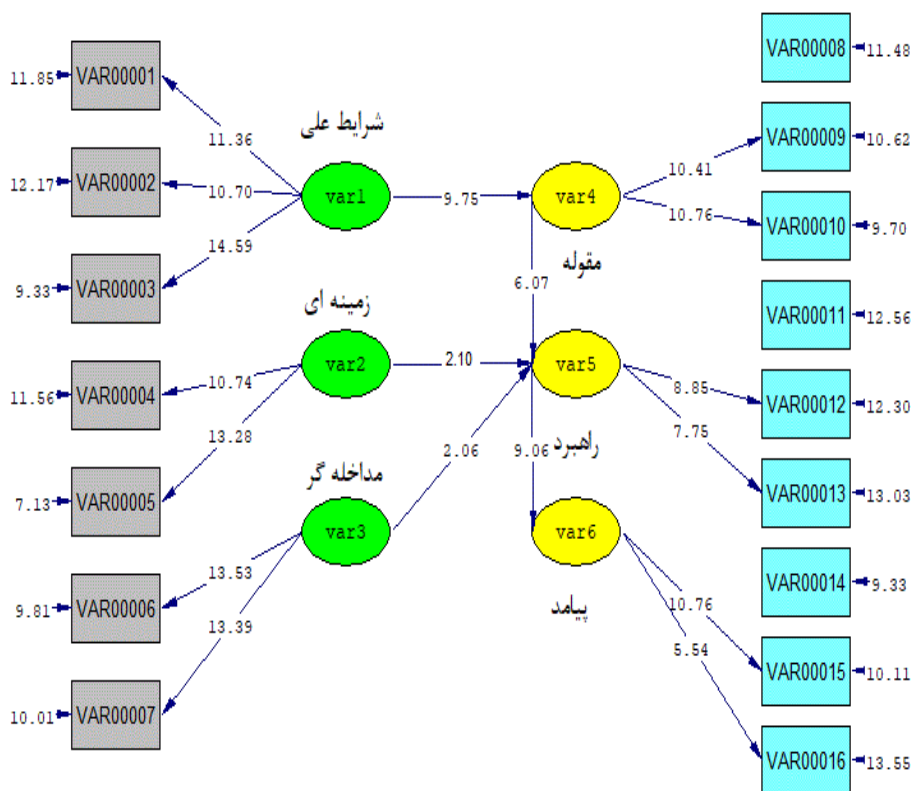 VAR00008
11.48
11.85
VAR00001
شرایط علی
VAR00009
10.62
11.36
10.41
12.17
VAR00002
10.70
var1
9.75
var4
10.76
VAR00010
9.70
14.59
مقوله
9.33
VAR00003
6.07
زمینه ای
VAR00011
12.56
11.56
VAR00004
10.74
var2
2.10
var5
8.85
VAR00012
12.30
13.28
7.75
2.06
9.06
راهبرد
مداخله گر
7.13
VAR00005
VAR00013
13.03
var3
var6
13.53
9.81
VAR00006
10.76
VAR00014
9.33
13.39
پیامد
5.54
VAR00015
10.11
10.01
VAR00007
VAR00016
13.55